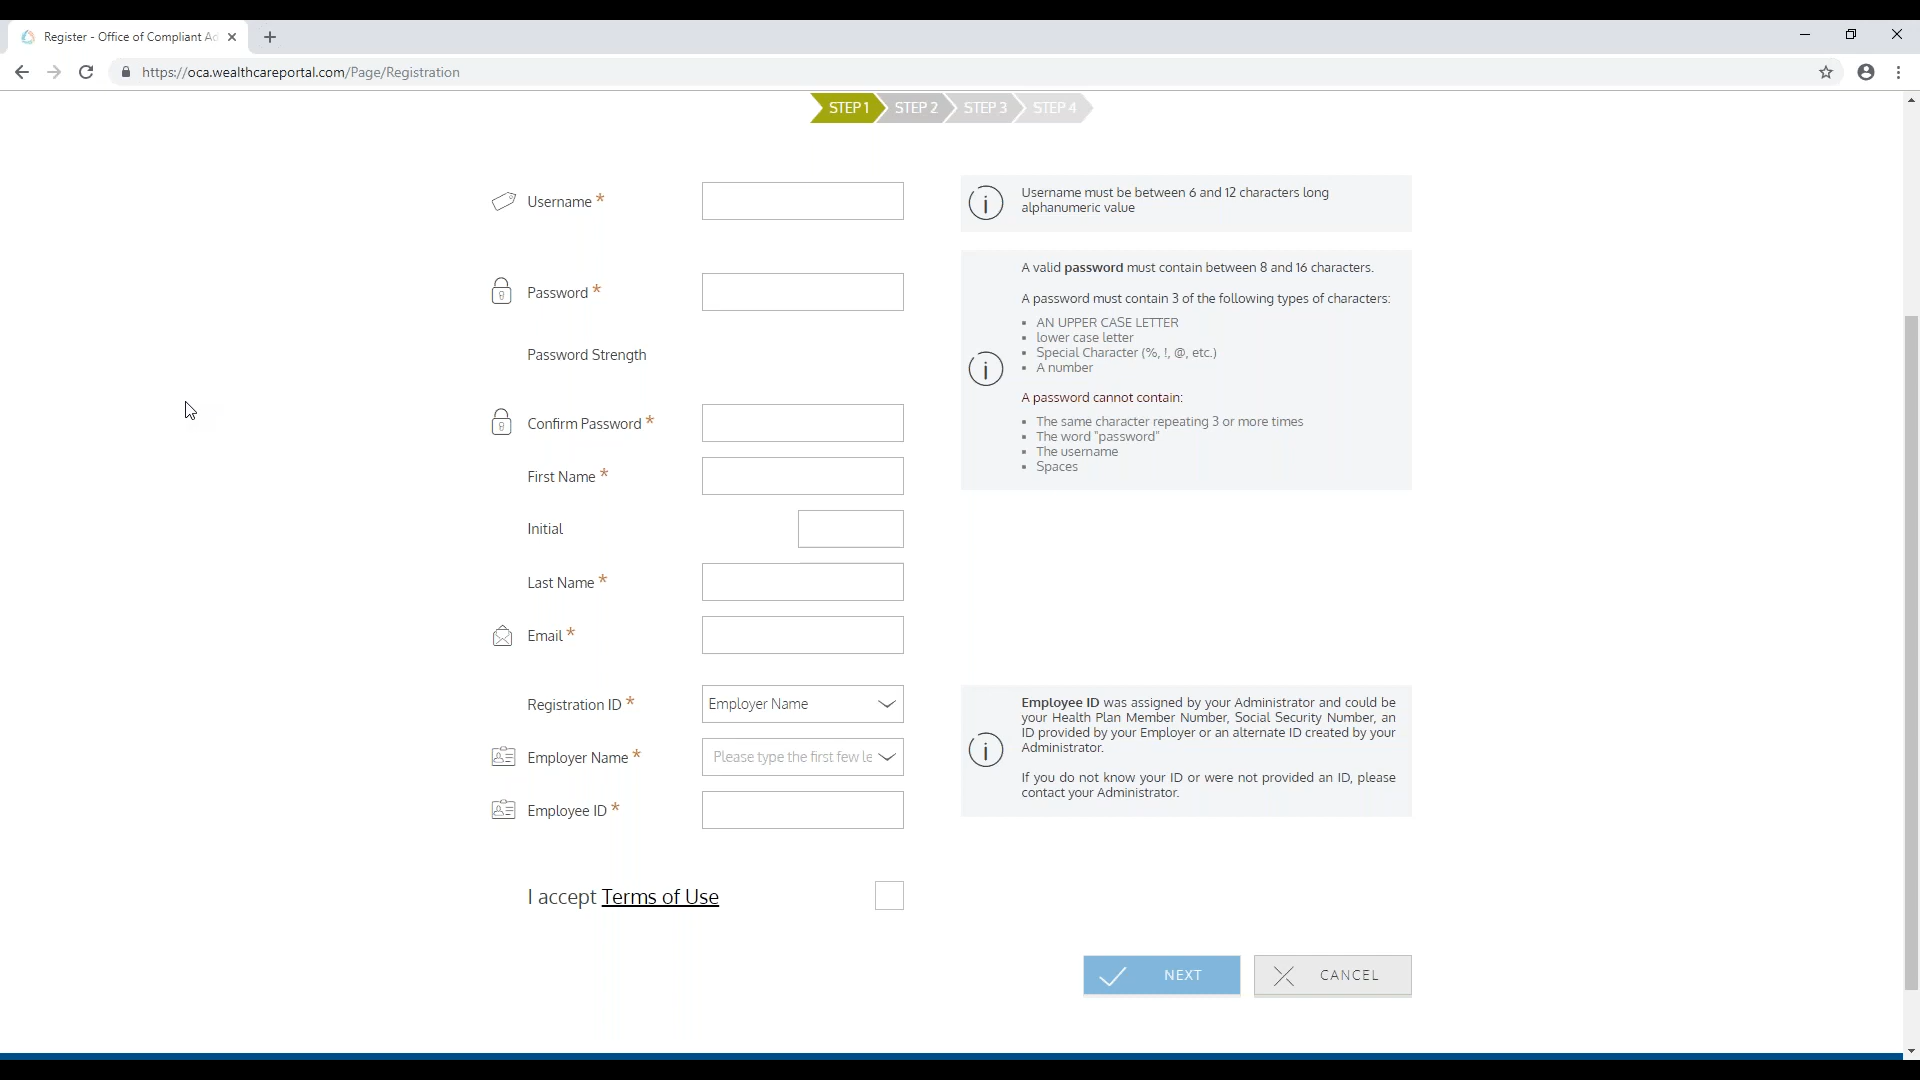 Register - Office of Compliant Ad
https://oca.wealthcareportal.com/Page/Registration
STEP 1 STEP 2 STEP 3 STEP 4
Username *
Username must be between 6 and 12 characters long
alphanumeric value
Password *
Password Strength
A valid password must contain between 8 and 16 characters.
A password must contain 3 of the following types of characters:
▪ AN UPPER CASE LETTER
▪ lower case letter
▪ Special Character (%, !, @, etc.)
▪ A number
A password cannot contain:
▪ The same character repeating 3 or more times
▪ The word "password"
▪ The username
▪ Spaces
Confirm Password *
First Name *
Initial
Last Name *
Email *
Registration ID * Employer Name
Employer Name * Please type the first few le
Employee ID *
Employee ID was assigned by your Administrator and could be
your Health Plan Member Number, Social Security Number, an
ID provided by your Employer or an alternate ID created by your
Administrator.
If you do not know your ID or were not provided an ID, please
contact your Administrator.
I accept Terms of Use
NEXT CANCEL